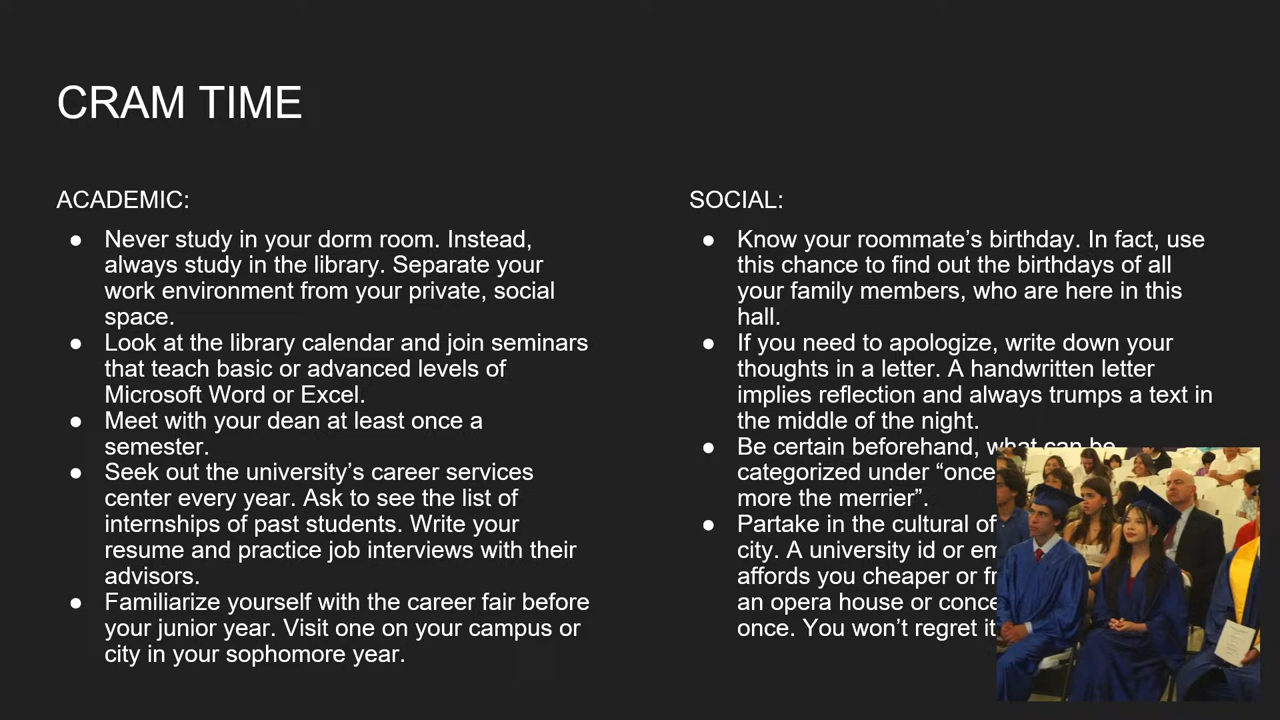 CRAM TIME
ACADEMIC:
● Never study in your dorm room. Instead,
always study in the library. Separate your
work environment from your private, social
space.
● Look at the library calendar and join seminars
that teach basic or advanced levels of
Microsoft Word or Excel.
● Meet with your dean at least once a
semester.
● Seek out the university’s career services
center every year. Ask to see the list of
internships of past students. Write your
resume and practice job interviews with their
advisors.
● Familiarize yourself with the career fair before
your junior year. Visit one on your campus or
city in your sophomore year.
SOCIAL:
● Know your roommate’s birthday. In fact, use
this chance to find out the birthdays of all
your family members, who are here in this
hall.
● If you need to apologize, write down your
thoughts in a letter. A handwritten letter
implies reflection and always trumps a text in
the middle of the night.
● Be certain beforehand, what can be
categorized under “once
more the merrier”.
● Partake in the cultural
city. A university id or
affords you cheaper or
an opera house or
once. You won’t regret it